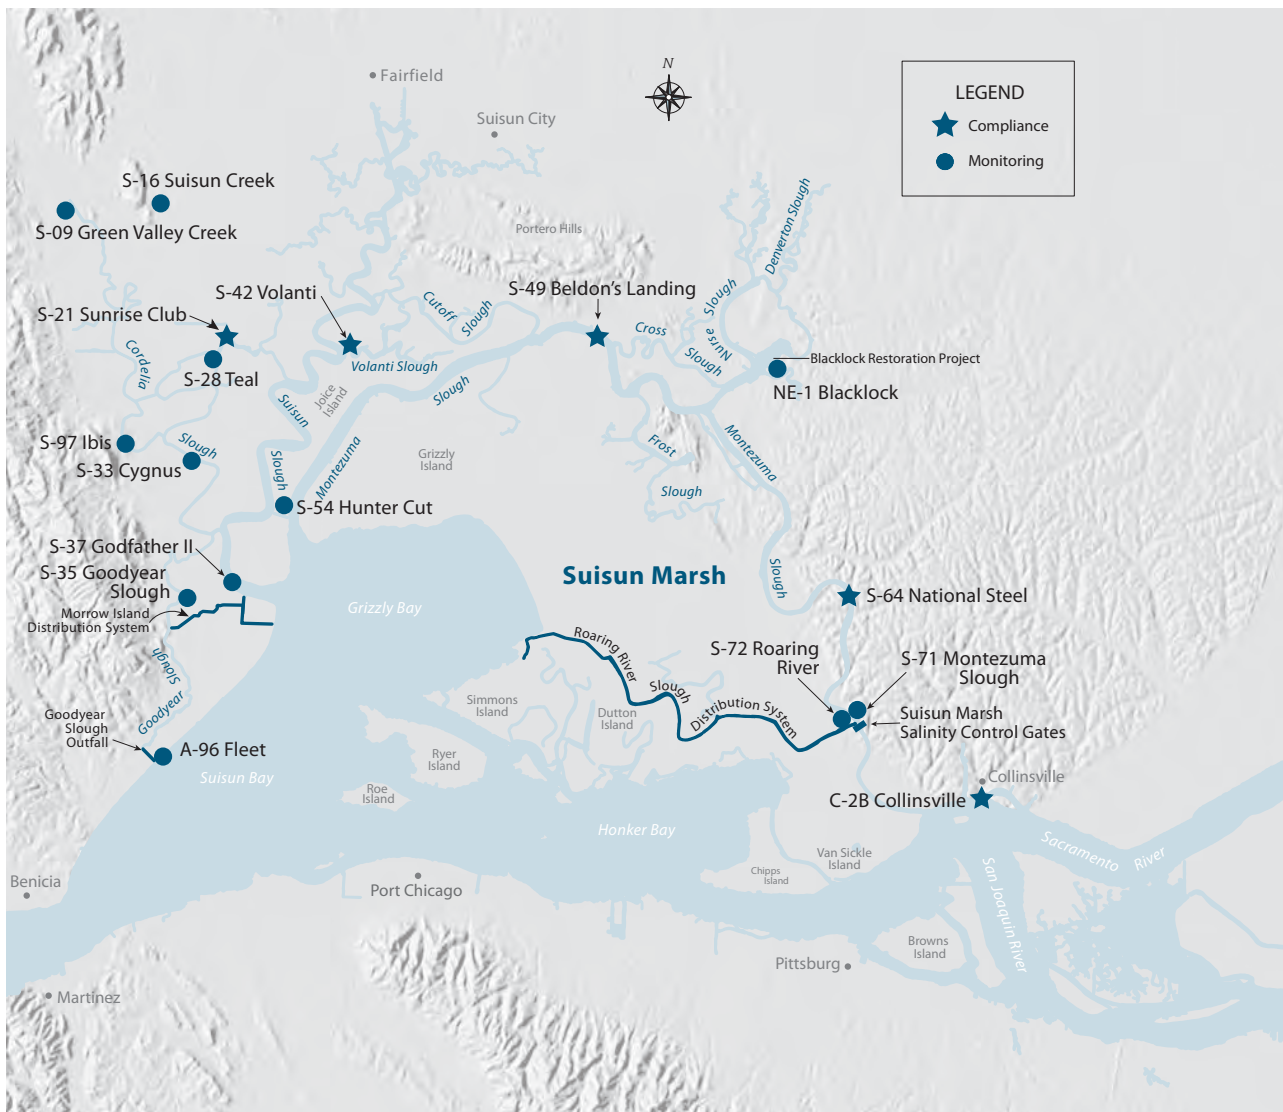 N
Fairfield
LEGEND
Compliance
Monitoring
Suisun City
S-16 Suisun Creek
S-09 Green Valley Creek
Portero Hills
Denverton Slough
S-42 Volanti
S-49 Beldon's Landing
S-21 Sunrise Club
Cutoff
Slough
Slough
Cross
Nurse
Slough
Blacklock Restoration Project
NE-1 Blacklock
Cordelia
S-28 Teal
Volanti Slough
Slough
Joice
Island
Suisun
S-97 Ibis
Slough
S-33 Cygnus
Slough
Montezuma
Grizzly
Island
Frost
Slough
Montezuma
S-54 Hunter Cut
S-37 Godfather II
S-35 Goodyear
Slough
Morrow Island
Distribution System
Suisun Marsh
Slough
S-64 National Steel
Grizzly Bay
Roaring River
Slough
Distribution System
S-72 Roaring
River
S-71 Montezuma
Slough
Suisun Marsh
Salinity Control Gates
Slough
Goodyear
Simmons
Island
Dutton
Island
Goodyear
Slough
Outfall
A-96 Fleet
Suisun Bay
Ryer
Island
Roe
Island
Collinsville
C-2B Collinsville
Honker Bay
Sacramento
River
Van Sickle
Island
Chipps
Island
San Joaquin River
Benicia
Port Chicago
Browns
Island
Pittsburg
Martinez